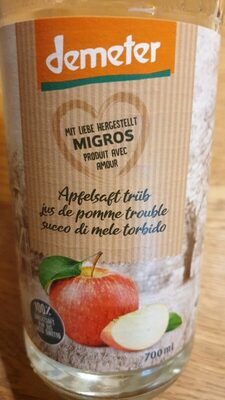 demeter
MIT LIEBE HERGESTELLT
MIGROS
PRODUIT AVEC
AMOUR
Apfelsaft trüb
jus de pomme trouble
succo di mele torbido
100%
700 ml